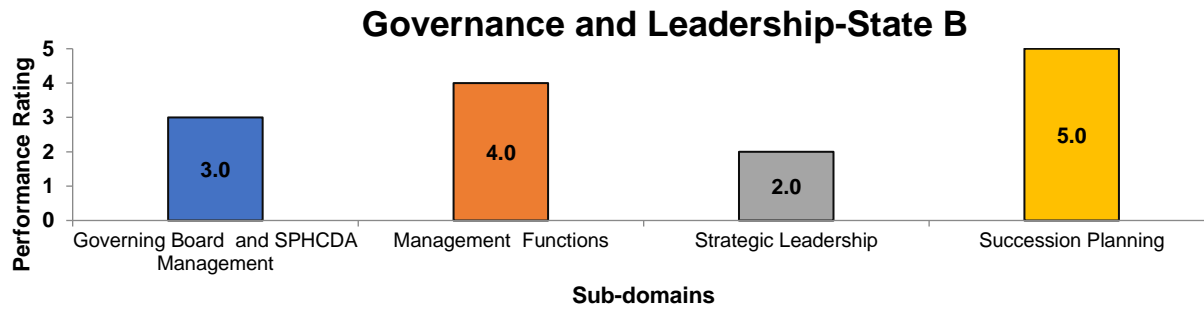 Governance and Leadership-State B
Performance Rating
5
4
3
2
1
0
3.0
4.0
2.0
5.0
Governing Board and SPHCDA
Management
Management Functions
Strategic Leadership
Succession Planning
Sub-domains